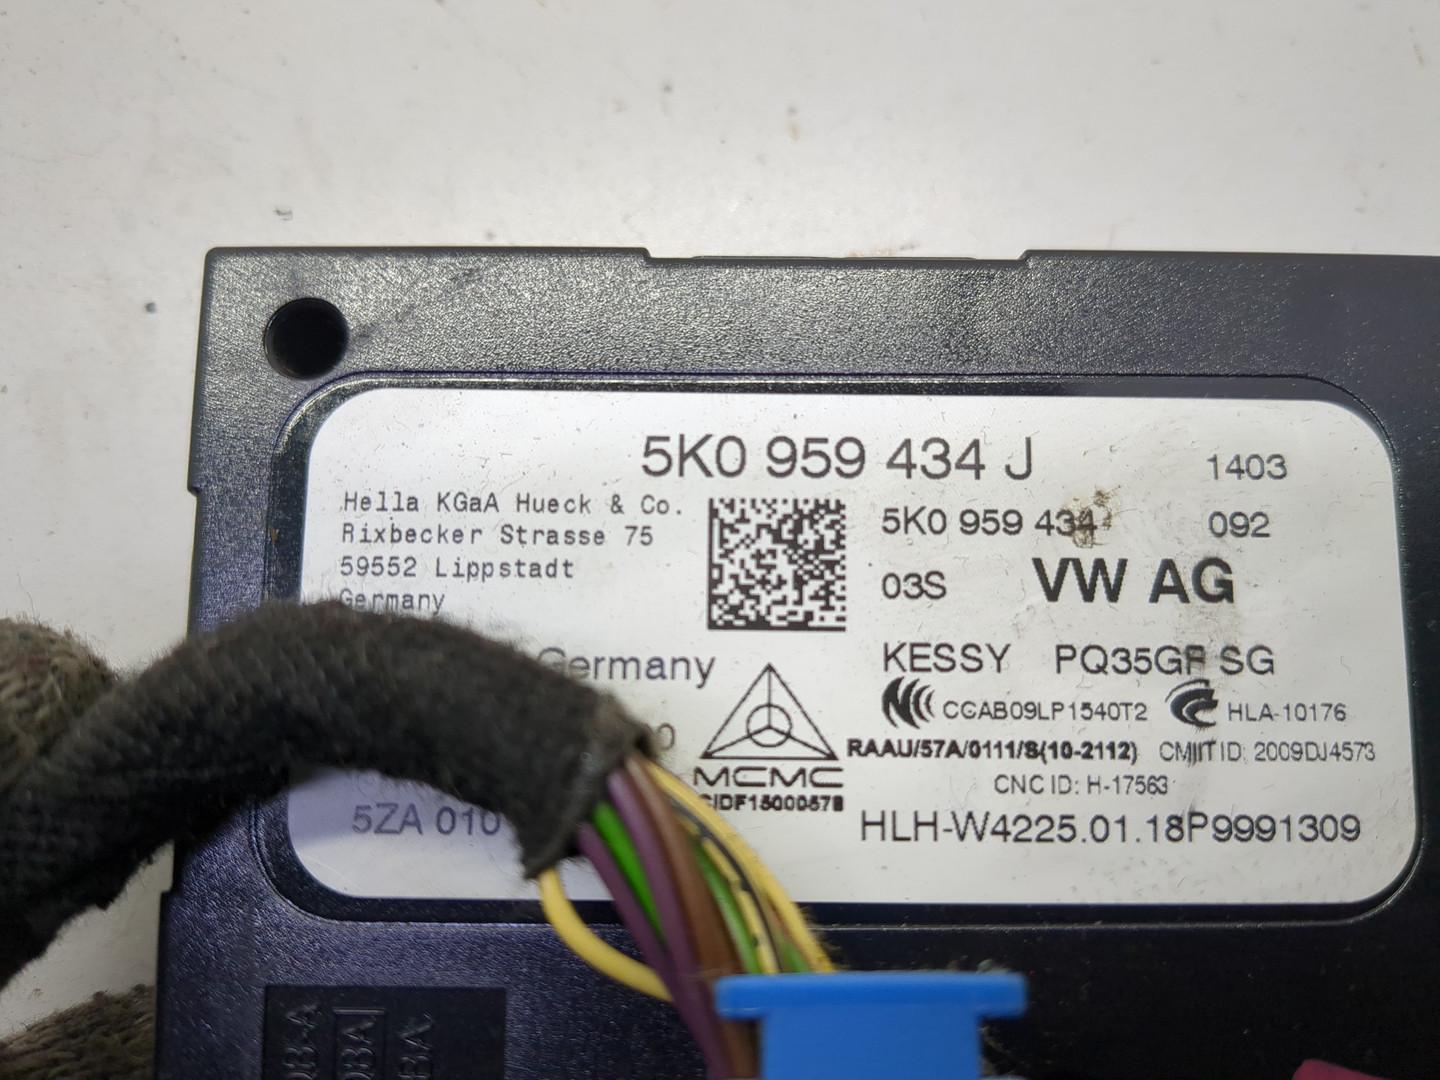 5K0 959 434 J
1403
Hella KGaA Hueck & Co.
Rixbecker Strasse 75
59552 Lippstadt
Germany
5K0 959 434
092
03S
VW AG
Germany
KESSY PQ35GP SG
CCAB09LP1540T2
HLA-10176
RAAU/57A/0111/S(10-2112)
CMIIT ID: 2009DJ4573
MCMC
CIDF15000578
CNC ID: H-17563
5ZA 010
HLH-W4225.01.18P9991309